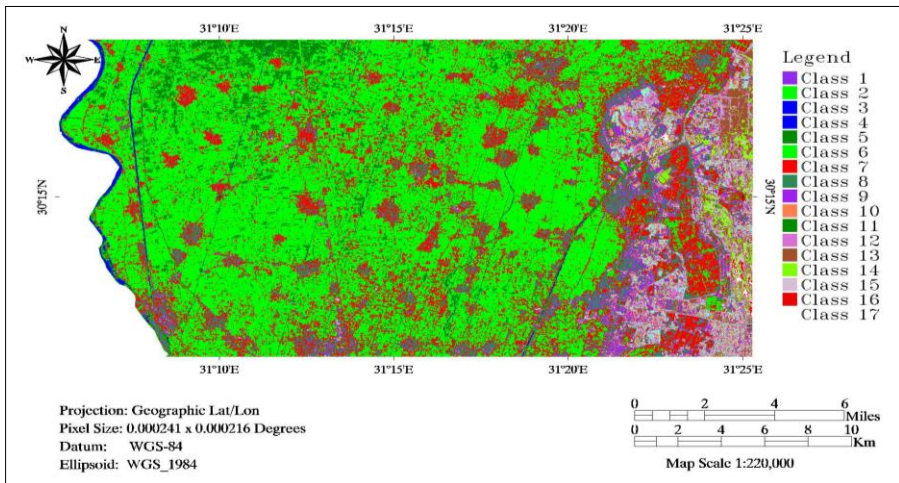 31°10'E 31°15'E 31°20'E 31°25'E
N
W E
S
Legend
Class 1
Class 2
Class 3
Class 4
Class 5
Class 6
Class 7
Class 8
Class 9
Class 10
Class 11
Class 12
Class 13
Class 14
Class 15
Class 16
Class 17
30°15'N
30°15'N
31°10'E 31°15'E 31°20'E 31°25'E
Projection: Geographic Lat/Lon
Pixel Size: 0.000241 x 0.000216 Degrees
Datum: WGS-84
Ellipsoid: WGS_1984
0 2 4 6
Miles
0 2 4 6 8 10
Km
Map Scale 1:220,000